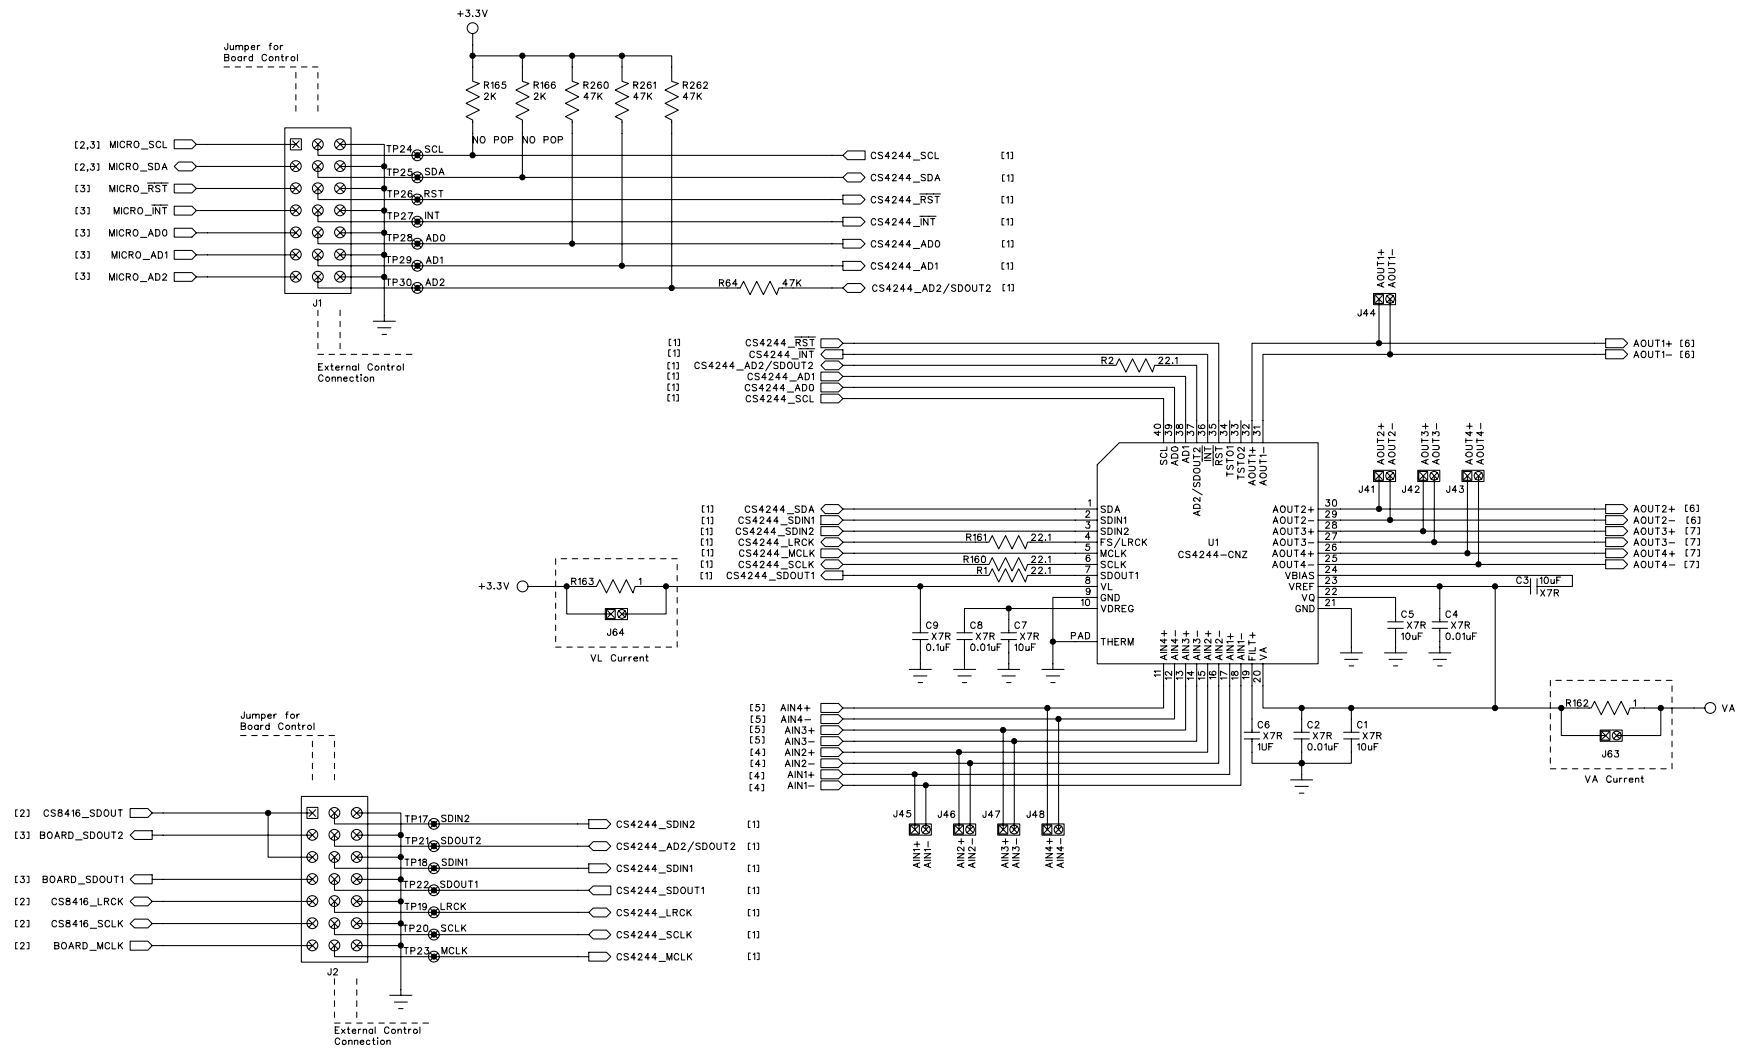 +3.3V
Jumper for
Board Control
R165
2K
R166
2K
R260
47K
R261
47K
R262
47K
NO POP
NO POP
[2,3] MICRO_SCL
[2,3] MICRO_SDA
[3] MICRO_RST
[3] MICRO_INT
[3] MICRO_AD0
[3] MICRO_AD1
[3] MICRO_AD2
TP24 SCL
TP25 SDA
TP26 RST
TP27 INT
TP28 AD0
TP29 AD1
TP30 AD2
R64 47K
CS4244_SCL [1]
CS4244_SDA [1]
CS4244_RST [1]
CS4244_INT [1]
CS4244_AD0 [1]
CS4244_AD1 [1]
CS4244_AD2/SDOUT2 [1]
J1
External Control
Connection
AOUT1+
AOUT1-
J44
[1] CS4244_RST
[1] CS4244_INT
[1] CS4244_AD2/SDOUT2
[1] CS4244_AD1
[1] CS4244_AD0
[1] CS4244_SCL
R2 22.1
AOUT1+ [6]
AOUT1- [6]
40 39 38 37 36 35 34 33 32 31
SCL
AD0
AD1
AD2/SDOUT2
INT
RST
TSTO1
TSTO2
AOUT1+
AOUT1-
AOUT2+
AOUT2-
AOUT3+
AOUT3-
AOUT4+
AOUT4-
J41
J42
J43
[1] CS4244_SDA
[1] CS4244_SDIN1
[1] CS4244_SDIN2
[1] CS4244_LRCK
[1] CS4244_MCLK
[1] CS4244_SCLK
[1] CS4244_SDOUT1
R161 22.1
R160 22.1
R1 22.1
1 SDA
2 SDIN1
3 SDIN2
4 FS/LRCK
5 MCLK
6 SCLK
7 SDOUT1
8 VL
9 GND
10 VDREG
PAD THERM
U1
CS4244-CNZ
AOUT2+ 30
AOUT2- 29
AOUT3+ 28
AOUT3- 27
AOUT4+ 26
AOUT4- 25
VBIAS 24
VREF 23
VQ 22
GND 21
AOUT2+ [6]
AOUT2- [6]
AOUT3+ [7]
AOUT3- [7]
AOUT4+ [7]
AOUT4- [7]
C3 10uF
X7R
+3.3V
R163 1
J64
VL Current
C9
X7R
0.1uF
C8
X7R
0.01uF
C7
X7R
10uF
C5
X7R
10uF
C4
X7R
0.01uF
AIN4+
AIN4-
AIN3+
AIN3-
AIN2+
AIN2-
AIN1+
AIN1-
FILT+
VA
11 12 13 14 15 16 17 18 19 20
[5] AIN4+
[5] AIN4-
[5] AIN3+
[5] AIN3-
[4] AIN2+
[4] AIN2-
[4] AIN1+
[4] AIN1-
C6
X7R
1UF
C2
X7R
0.01uF
C1
X7R
10uF
R162 1
VA
J63
VA Current
J45
J46
J47
J48
AIN1+
AIN1-
AIN2+
AIN2-
AIN3+
AIN3-
AIN4+
AIN4-
Jumper for
Board Control
[2] CS8416_SDOUT
[3] BOARD_SDOUT2
[3] BOARD_SDOUT1
[2] CS8416_LRCK
[2] CS8416_SCLK
[2] BOARD_MCLK
TP17 SDIN2
TP21 SDOUT2
TP18 SDIN1
TP22 SDOUT1
TP19 LRCK
TP20 SCLK
TP23 MCLK
CS4244_SDIN2 [1]
CS4244_AD2/SDOUT2 [1]
CS4244_SDIN1 [1]
CS4244_SDOUT1 [1]
CS4244_LRCK [1]
CS4244_SCLK [1]
CS4244_MCLK [1]
J2
External Control
Connection